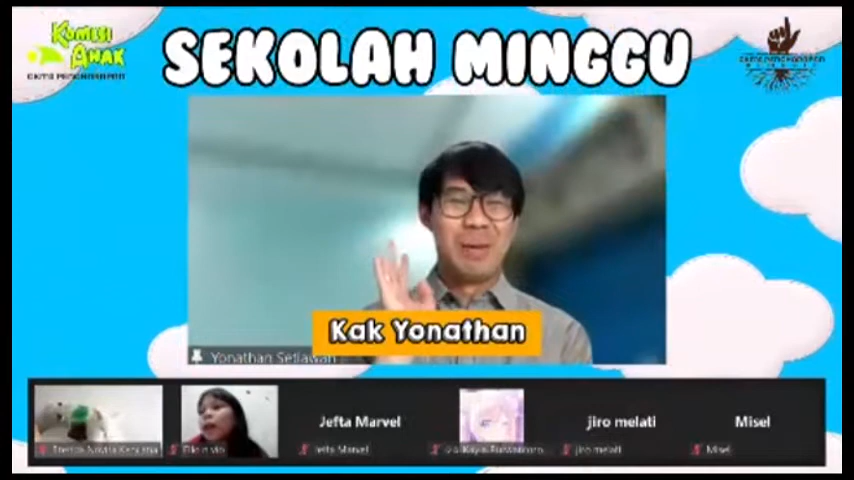 KOMISI
ANAK
SEKOLAH MINGGU
Kak Yonathan
Yonathan Setiawan
Jefta Marvel
jiro melati
Misel
Jefta Marvel
jiro melati
Misel